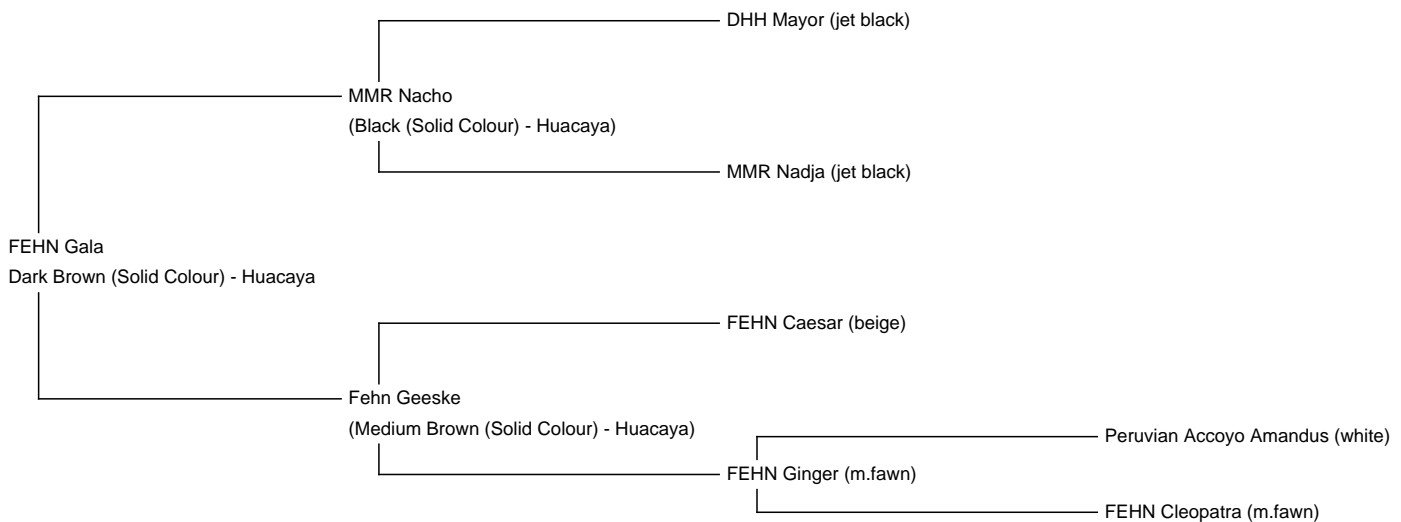 DHH Mayor (jet black)
MMR Nacho
(Black (Solid Colour) - Huacaya)
MMR Nadja (jet black)
FEHN Gala
Dark Brown (Solid Colour) - Huacaya
FEHN Caesar (beige)
Fehn Geeske
(Medium Brown (Solid Colour) - Huacaya)
Peruvian Accoyo Amandus (white)
FEHN Ginger (m.fawn)
FEHN Cleopatra (m.fawn)